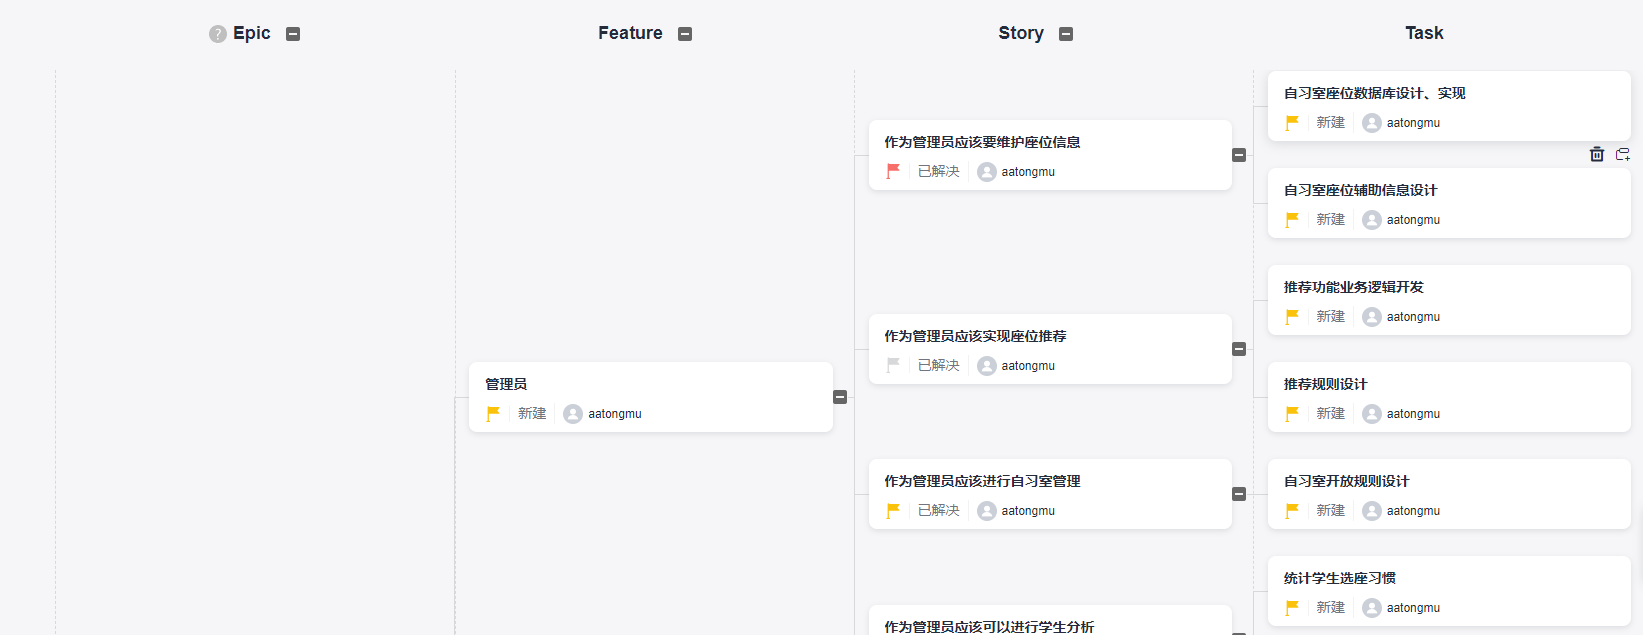 Epic
Feature
Story
Task
自习室座位数据库设计、实现
新建 aatongmu
作为管理员应该要维护座位信息
已解决 aatongmu
自习室座位辅助信息设计
新建 aatongmu
推荐功能业务逻辑开发
新建 aatongmu
作为管理员应该实现座位推荐
已解决 aatongmu
管理员
新建 aatongmu
推荐规则设计
新建 aatongmu
作为管理员应该进行自习室管理
已解决 aatongmu
自习室开放规则设计
新建 aatongmu
统计学生选座习惯
新建 aatongmu
作为管理员应该可以进行学生分析